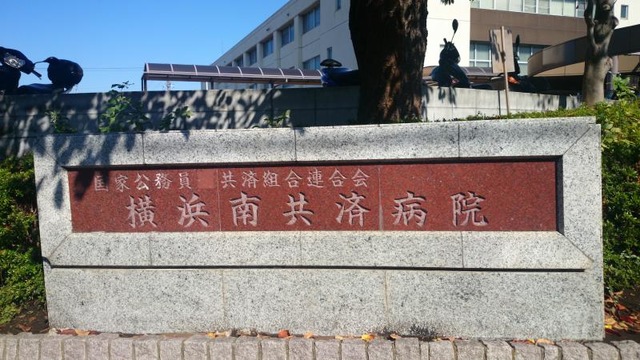 国家公務員 共済組合連合会
横浜南共済病院